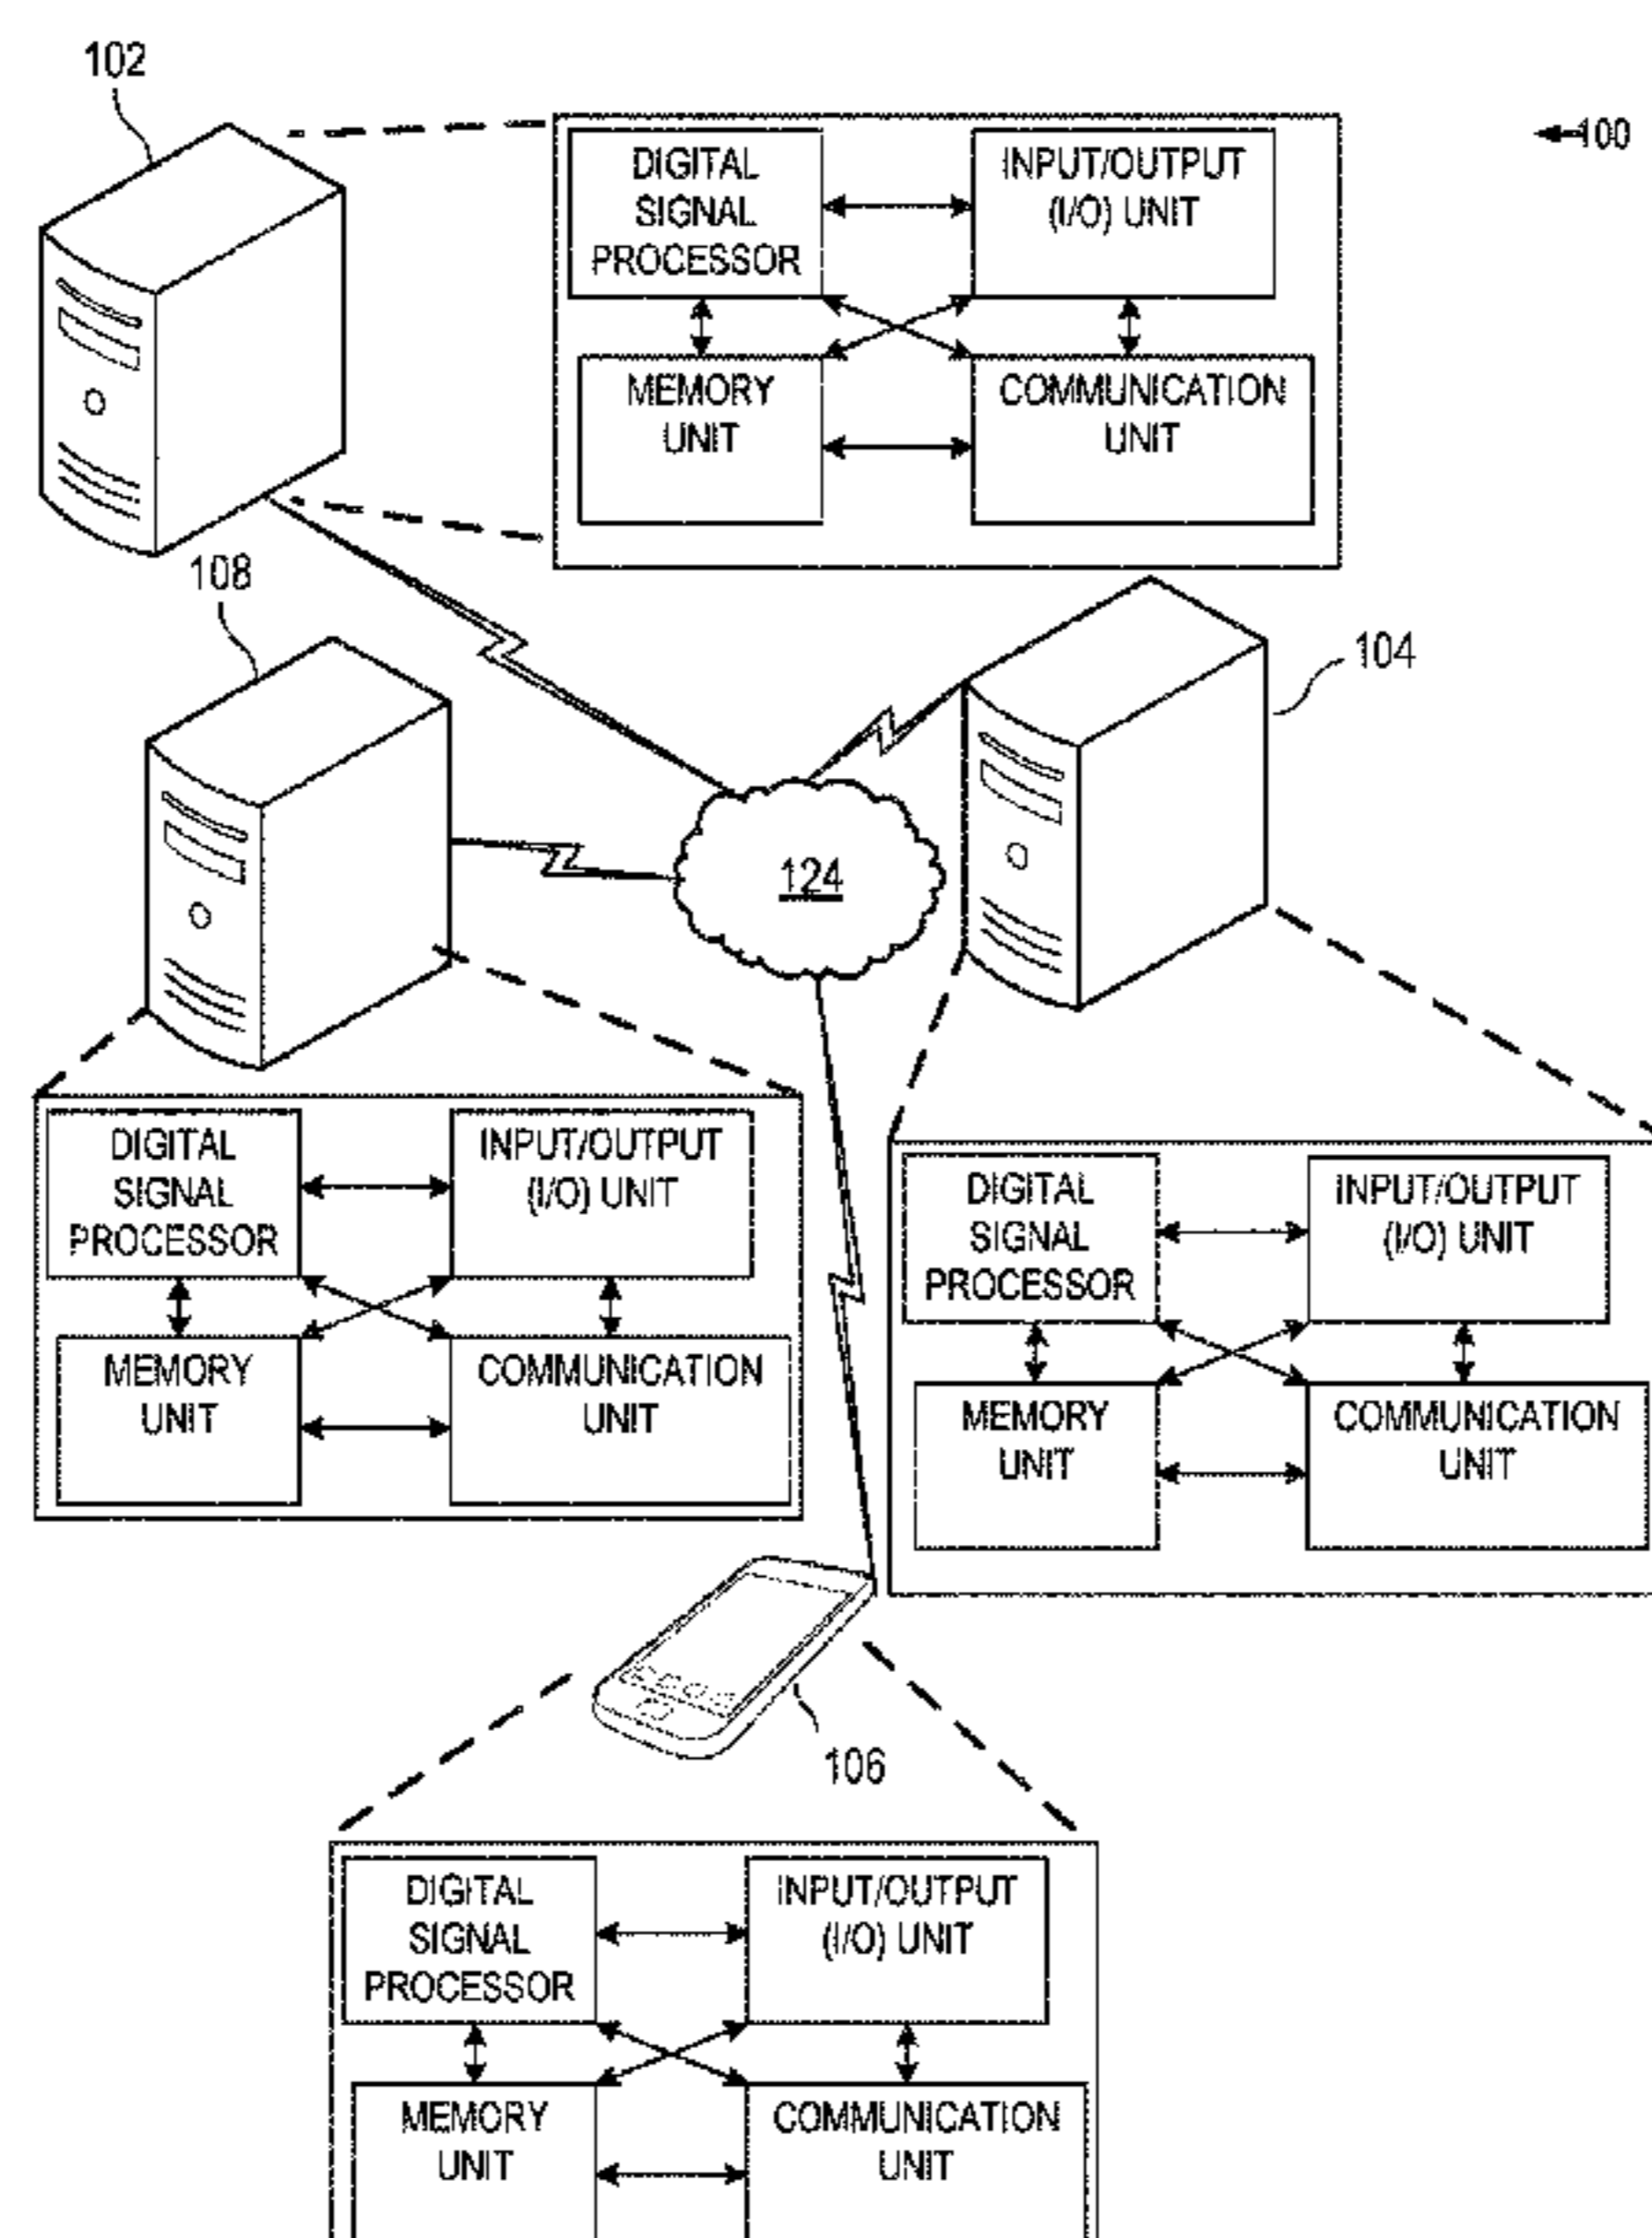 102
100
DIGITAL
SIGNAL
PROCESSOR
INPUT/OUTPUT
(I/O) UNIT
MEMORY
UNIT
COMMUNICATION
UNIT
108
104
124
DIGITAL
SIGNAL
PROCESSOR
INPUT/OUTPUT
(I/O) UNIT
MEMORY
UNIT
COMMUNICATION
UNIT
DIGITAL
SIGNAL
PROCESSOR
INPUT/OUTPUT
(I/O) UNIT
MEMORY
UNIT
COMMUNICATION
UNIT
106
DIGITAL
SIGNAL
PROCESSOR
INPUT/OUTPUT
(I/O) UNIT
MEMORY
UNIT
COMMUNICATION
UNIT